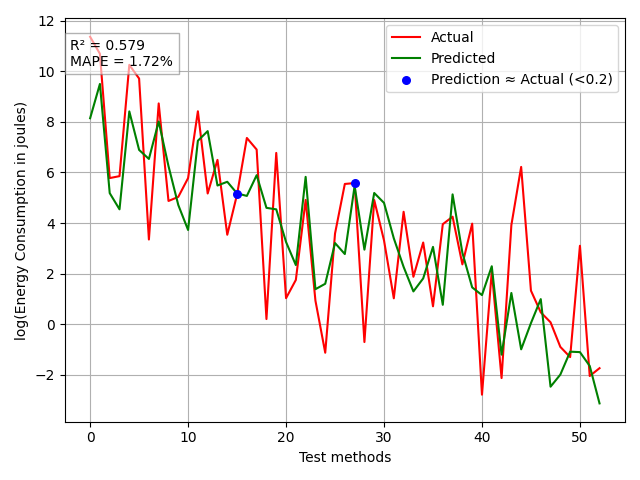 R² = 0.579
MAPE = 1.72%
Actual
Predicted
Prediction ≈ Actual (<0.2)
log(Energy Consumption in joules)
12
10
8
6
4
2
0
−2
0 10 20 30 40 50
Test methods